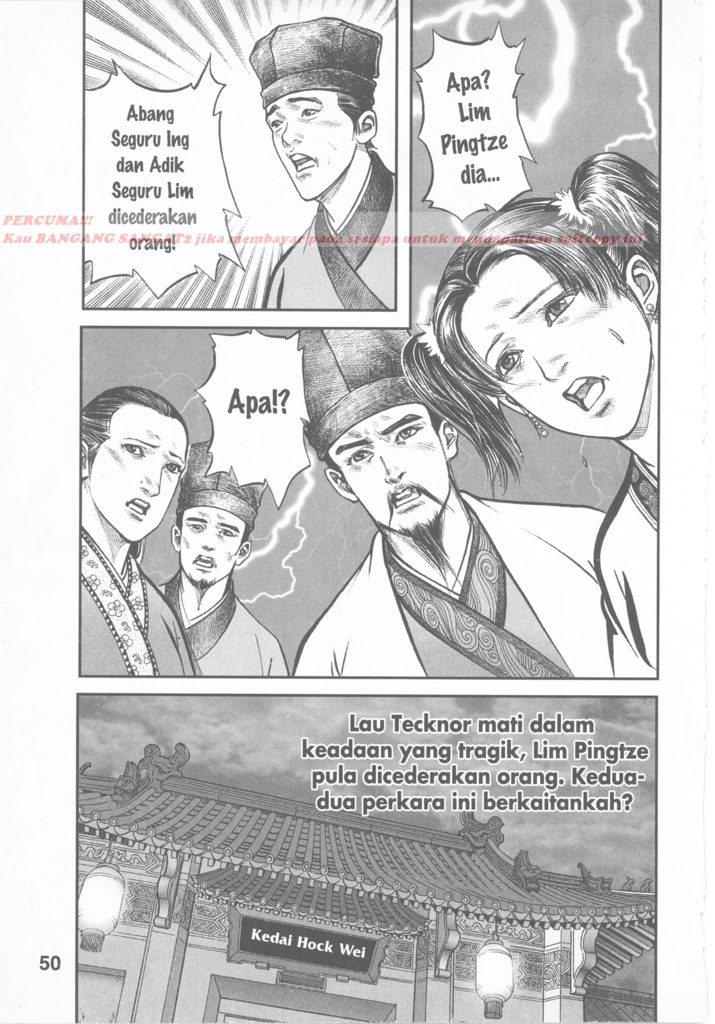 Abang
Seguru Ing
dan Adik
Seguru Lim
dicederakan
orang!
Apa?
Lim
Pingtze
dia...
PERCUMA!!!
Kau BANGANG SANGAT2 jika membayar pada sesiapa untuk mendapatkan softcopy ini
Apa!?
Lau Tecknor mati dalam
keadaan yang tragik, Lim Pingtze
pula dicederakan orang. Kedua-
dua perkara ini berkaitankah?
Kedai Hock Wei
50